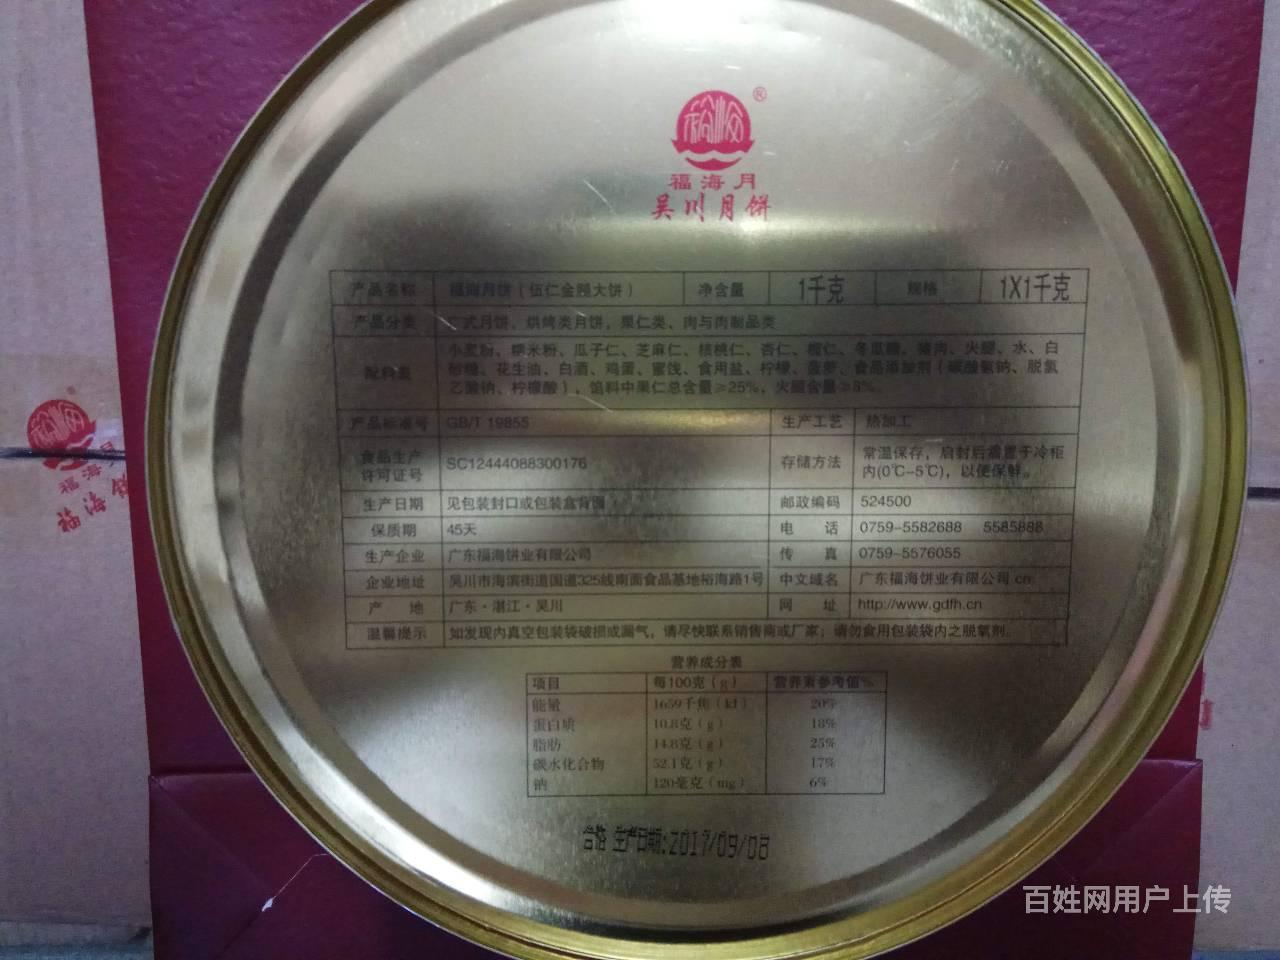 裕海
®
福海月
吴川月饼
产品名称 福海月饼（伍仁金腿大饼） 净含量 1千克 规格 1X1千克
产品分类 广式月饼，烘烤类月饼，果仁类、肉与肉制品类
配料表 小麦粉、糯米粉、瓜子仁、芝麻仁、核桃仁、杏仁、榄仁、冬瓜糖、猪肉、火腿、水、白
砂糖、花生油、白酒、鸡蛋、蜜饯、食用盐、柠檬、菠萝、食品添加剂（碳酸氢钠、脱氢
乙酸钠、柠檬酸），馅料中果仁总含量≥25%，火腿含量≥8%。
产品标准号 GB/T 19855 生产工艺 热加工
食品生产许可证号 SC12444088300176 存储方法 常温保存，启封后需置于冷柜
内(0℃-5℃)，以便保鲜。
生产日期 见包装封口或包装盒背面 邮政编码 524500
保质期 45天 电话 0759-5582688 5585888
生产企业 广东福海饼业有限公司 传真 0759-5576055
企业地址 吴川市海滨街道国道325线南面食品基地裕海路1号 中文域名 广东福海饼业有限公司.cn
产地 广东·湛江·吴川 网址 http://www.gdfh.cn
温馨提示 如发现内真空包装袋破损或漏气，请尽快联系销售商或厂家；请勿食用包装袋内之脱氧剂。
营养成分表
项目 每100克（g） 营养素参考值%
能量 1659千焦（kJ） 20%
蛋白质 10.8克（g） 18%
脂肪 14.8克（g） 25%
碳水化合物 52.1克（g） 17%
钠 120毫克（mg） 6%
合格 生产日期:2017/09/08
福海月
福海饼
百姓网用户上传